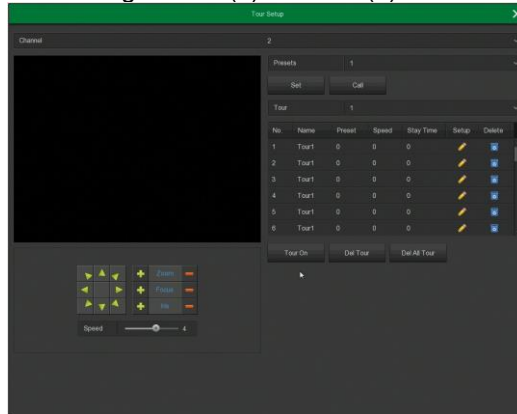 Tour Setup
Channel 2
Presets 1
Set Call
Tour 1
No. Name Preset Speed Stay Time Setup Delete
1 Tour1 0 0 0
2 Tour1 0 0 0
3 Tour1 0 0 0
4 Tour1 0 0 0
5 Tour1 0 0 0
6 Tour1 0 0 0
Tour On Del Tour Del All Tour
Zoom
Focus
Iris
Speed 4